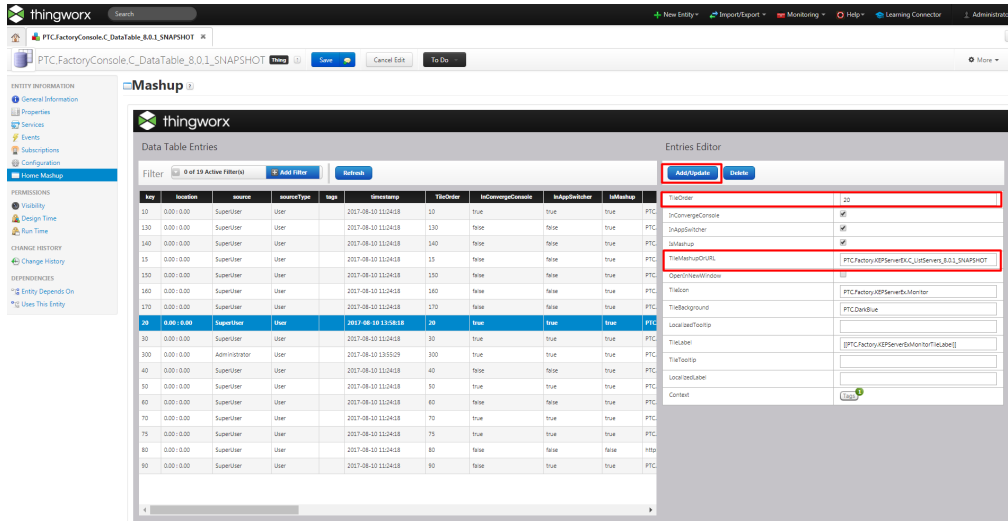 thingworx Search New Entity Import/Export Monitoring Help Learning Connector Administrato
PTC.FactoryConsole.C_DataTable_8.0.1_SNAPSHOT
PTC.FactoryConsole.C_DataTable_8.0.1_SNAPSHOT Thing Save Cancel Edit To Do More
ENTITY INFORMATION
General Information
Properties
Services
Events
Subscriptions
Configuration
Home Mashup
PERMISSIONS
Visibility
Design Time
Run Time
CHANGE HISTORY
Change History
DEPENDENCIES
Entity Depends On
Uses This Entity
Mashup
thingworx
Data Table Entries
Filter 0 of 19 Active Filter(s) Add Filter Refresh
key location source sourceType tags timestamp TileOrder InConvergeConsole InAppSwitcher IsMashup
10 0.00 : 0.00 SuperUser User 2017-08-10 11:24:18 10 true true true PTC.
130 0.00 : 0.00 SuperUser User 2017-08-10 11:24:18 130 false false true PTC.
140 0.00 : 0.00 SuperUser User 2017-08-10 11:24:18 140 false false true PTC.
15 0.00 : 0.00 SuperUser User 2017-08-10 11:24:18 15 false false true PTC.
150 0.00 : 0.00 SuperUser User 2017-08-10 11:24:18 150 false false true PTC.
160 0.00 : 0.00 SuperUser User 2017-08-10 11:24:18 160 false false true PTC.
170 0.00 : 0.00 SuperUser User 2017-08-10 11:24:18 170 false false true PTC.
20 0.00 : 0.00 SuperUser User 2017-08-10 13:58:18 20 true true true PTC
30 0.00 : 0.00 SuperUser User 2017-08-10 11:24:18 30 true true true PTC.
300 0.00 : 0.00 Administrator User 2017-08-10 13:55:29 300 true true true PTC.
40 0.00 : 0.00 SuperUser User 2017-08-10 11:24:18 40 false false true PTC.
50 0.00 : 0.00 SuperUser User 2017-08-10 11:24:18 50 true true true PTC.
60 0.00 : 0.00 SuperUser User 2017-08-10 11:24:18 60 false false true PTC.
70 0.00 : 0.00 SuperUser User 2017-08-10 11:24:18 70 true true true PTC.
75 0.00 : 0.00 SuperUser User 2017-08-10 11:24:18 75 true true true PTC.
80 0.00 : 0.00 SuperUser User 2017-08-10 11:24:18 80 false false false http
90 0.00 : 0.00 SuperUser User 2017-08-10 11:24:18 90 false true true PTC.
Entries Editor
Add/Update Delete
TileOrder 20
InConvergeConsole
InAppSwitcher
IsMashup
TileMashupOrURL PTC.Factory.KEPServerEX.C_ListServers_8.0.1_SNAPSHOT
OpenInNewWindow
TileIcon PTC.Factory.KEPServerEx.Monitor
TileBackground PTC.DarkBlue
LocalizedTooltip
TileLabel [[PTC.Factory.KEPServerExMonitorTileLabel]]
TileTooltip
LocalizedLabel
Context Tags 1